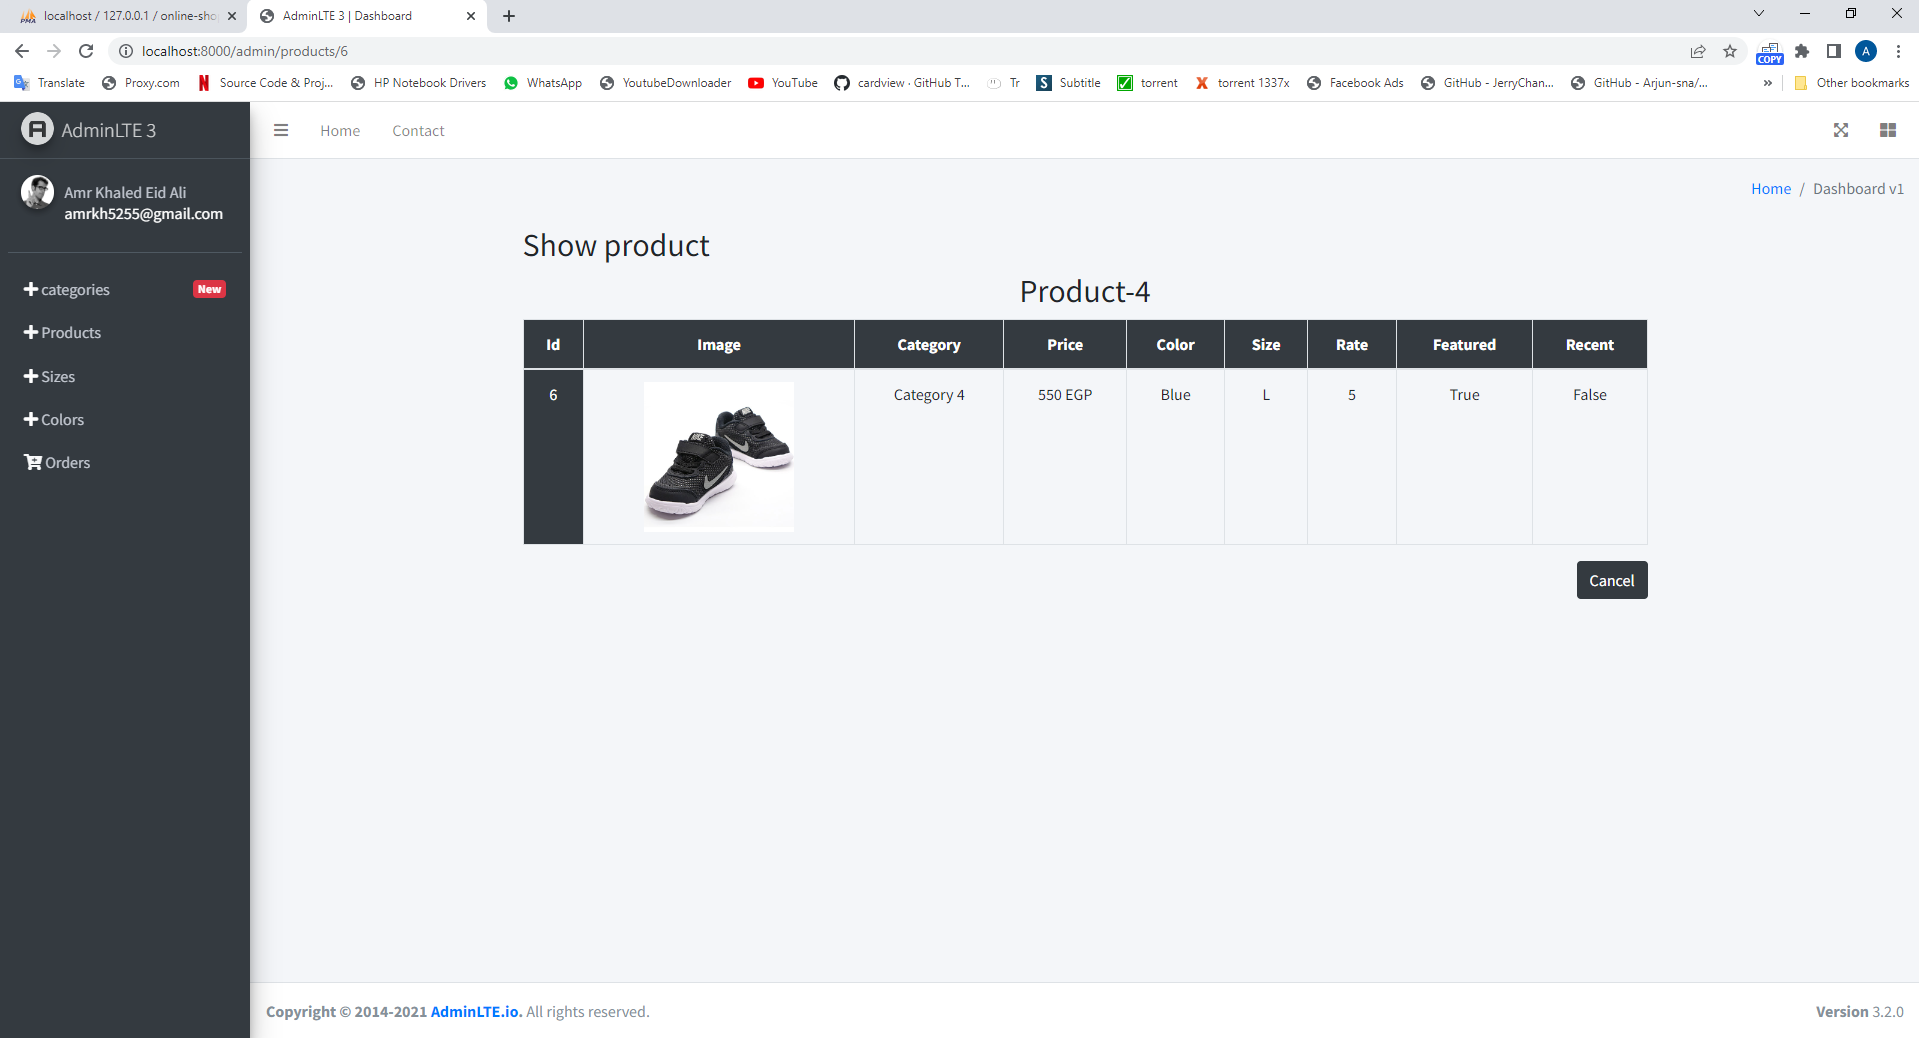 localhost / 127.0.0.1 / online-sho
AdminLTE 3 | Dashboard
localhost:8000/admin/products/6
COPY
A
Translate
Proxy.com
Source Code & Proj...
HP Notebook Drivers
WhatsApp
YoutubeDownloader
YouTube
cardview · GitHub T...
Tr
Subtitle
torrent
torrent 1337x
Facebook Ads
GitHub - JerryChan...
GitHub - Arjun-sna/...
»
Other bookmarks
AdminLTE 3
Home
Contact
Amr Khaled Eid Ali
amrkh5255@gmail.com
categories
New
Products
Sizes
Colors
Orders
Home / Dashboard v1
Show product
Product-4
Id Image Category Price Color Size Rate Featured Recent
6 Category 4 550 EGP Blue L 5 True False
Cancel
Copyright © 2014-2021 AdminLTE.io. All rights reserved.
Version 3.2.0